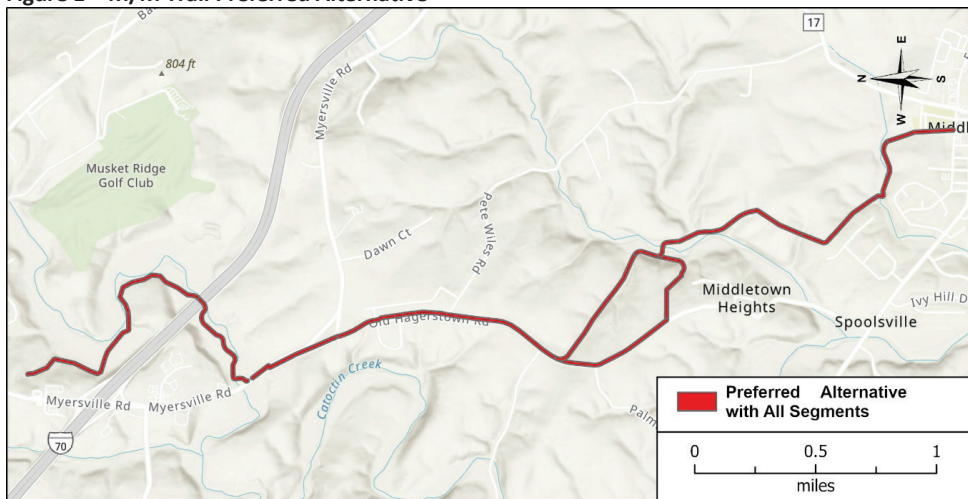 804 ft
Musket Ridge
Golf Club
Myersville Rd
17
N
E
S
W
Middl
Dawn Ct
Pete Wiles Rd
Old Hagerstown Rd
Middletown
Heights
Spoolsville
Ivy Hill D
Catoctin Creek
Myersville Rd
Myersville Rd
70
Palm
Preferred Alternative
with All Segments
0 0.5 1
miles